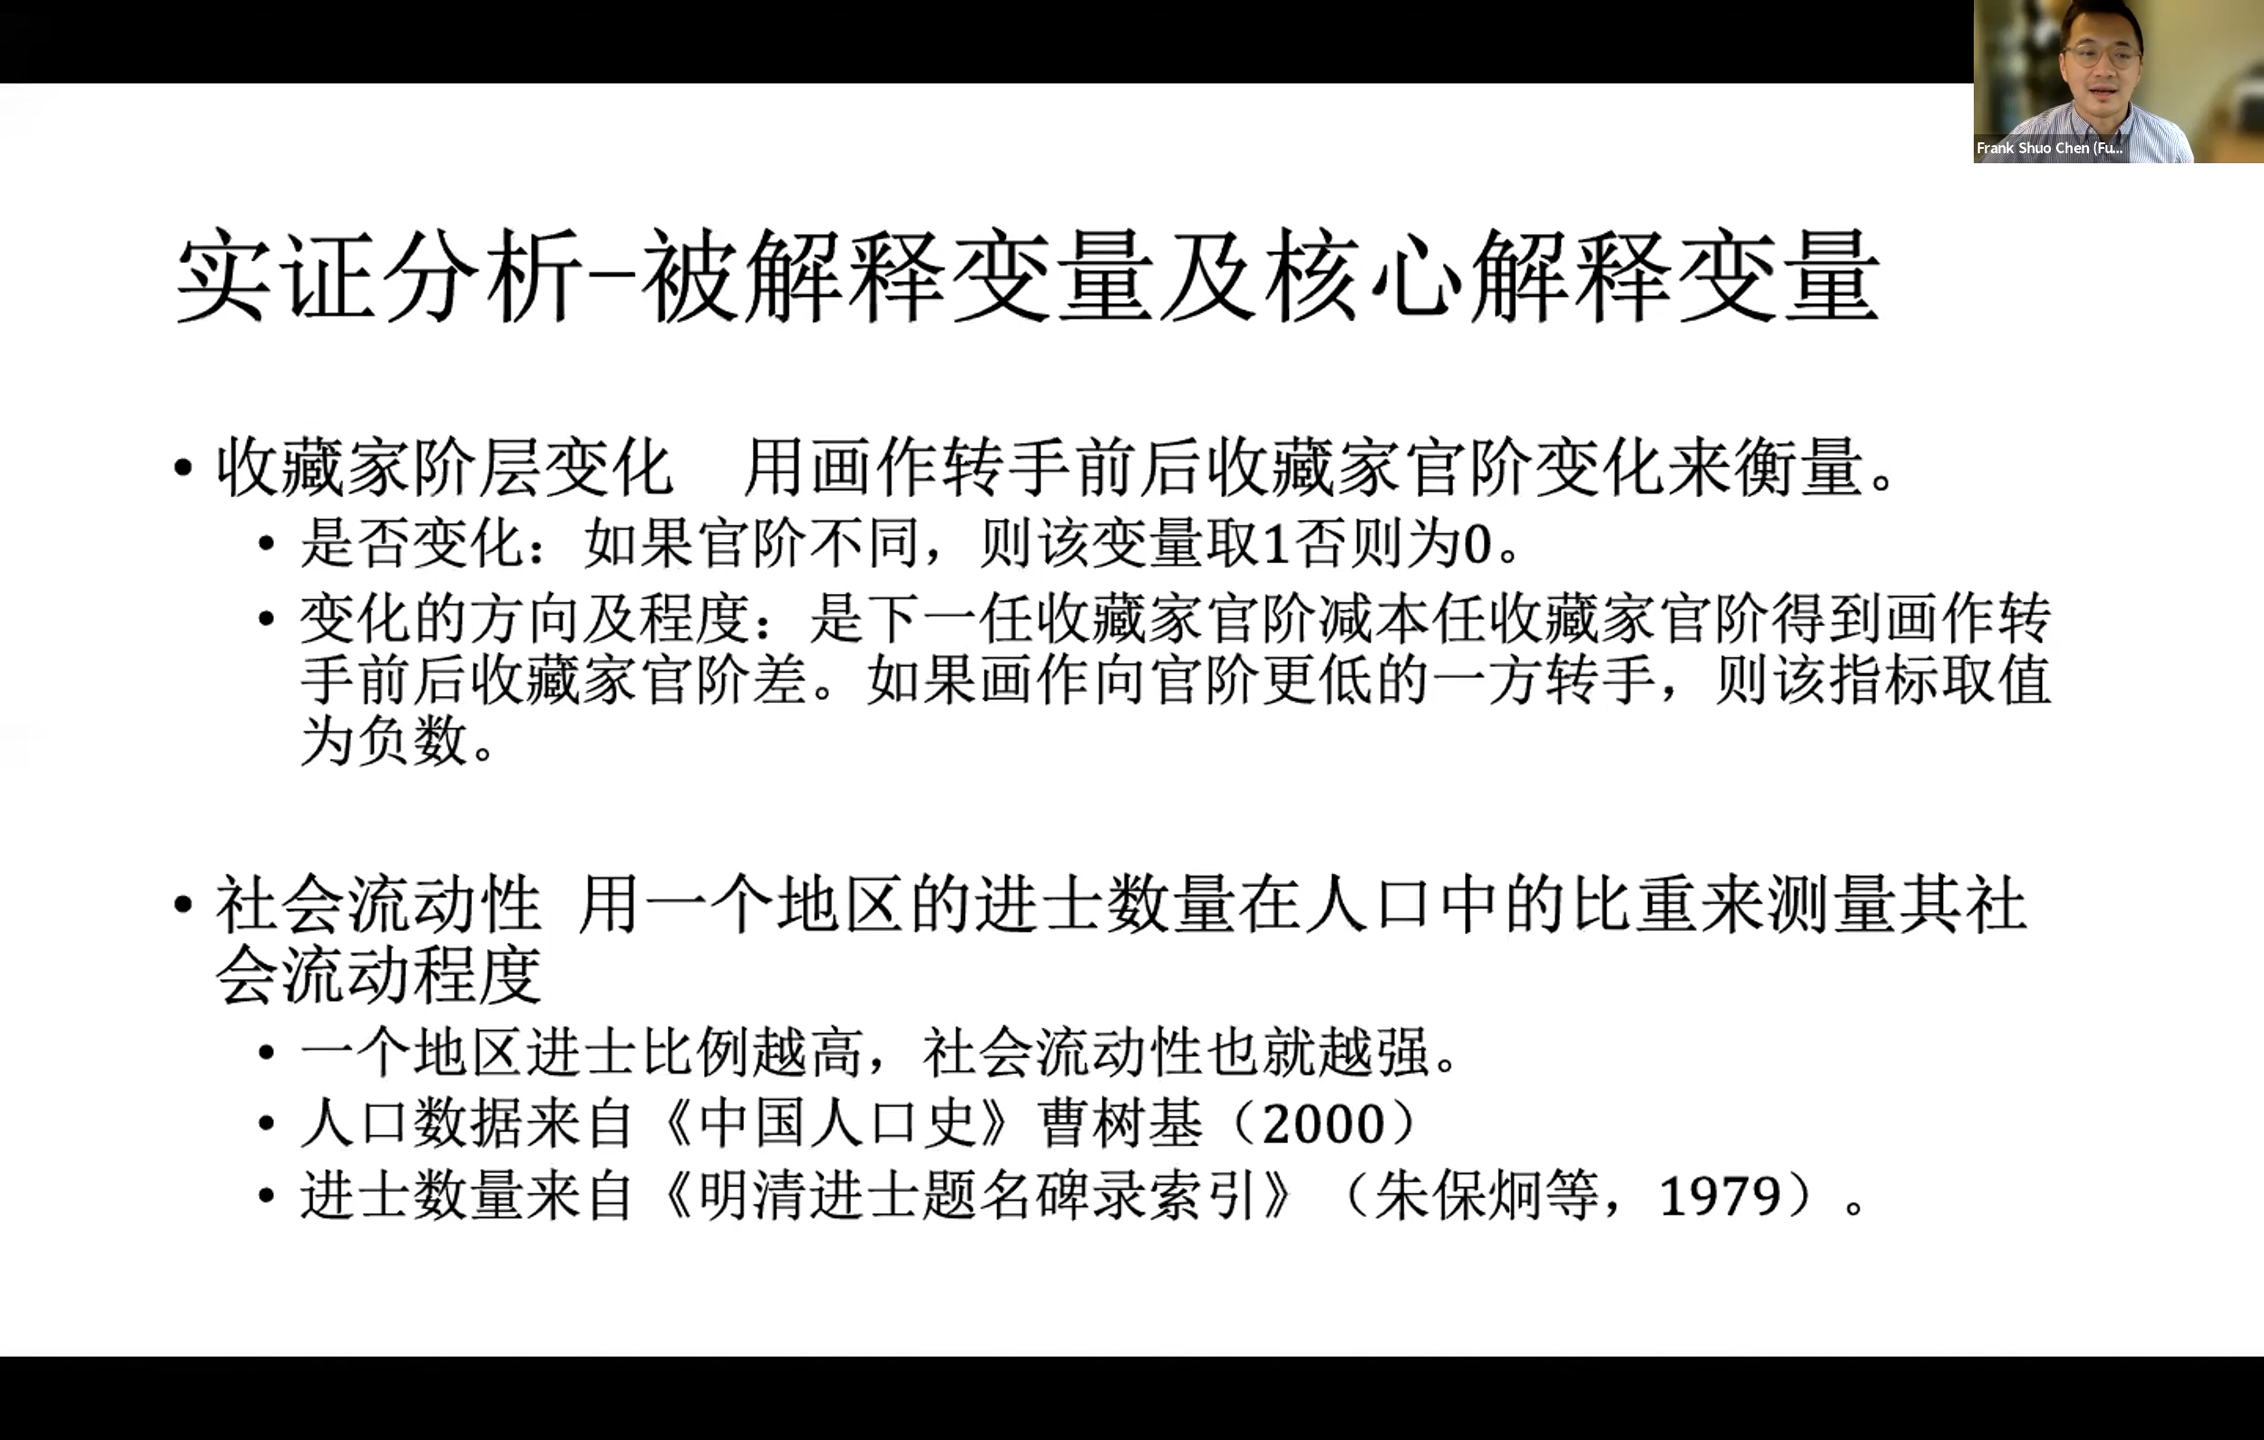 Frank Shuo Chen (Fu...
实证分析-被解释变量及核心解释变量
• 收藏家阶层变化 用画作转手前后收藏家官阶变化来衡量。
• 是否变化：如果官阶不同，则该变量取1否则为0。
• 变化的方向及程度：是下一任收藏家官阶减本任收藏家官阶得到画作转
手前后收藏家官阶差。如果画作向官阶更低的一方转手，则该指标取值
为负数。
• 社会流动性 用一个地区的进士数量在人口中的比重来测量其社
会流动程度
• 一个地区进士比例越高，社会流动性也就越强。
• 人口数据来自《中国人口史》曹树基（2000）
• 进士数量来自《明清进士题名碑录索引》（朱保炯等，1979）。